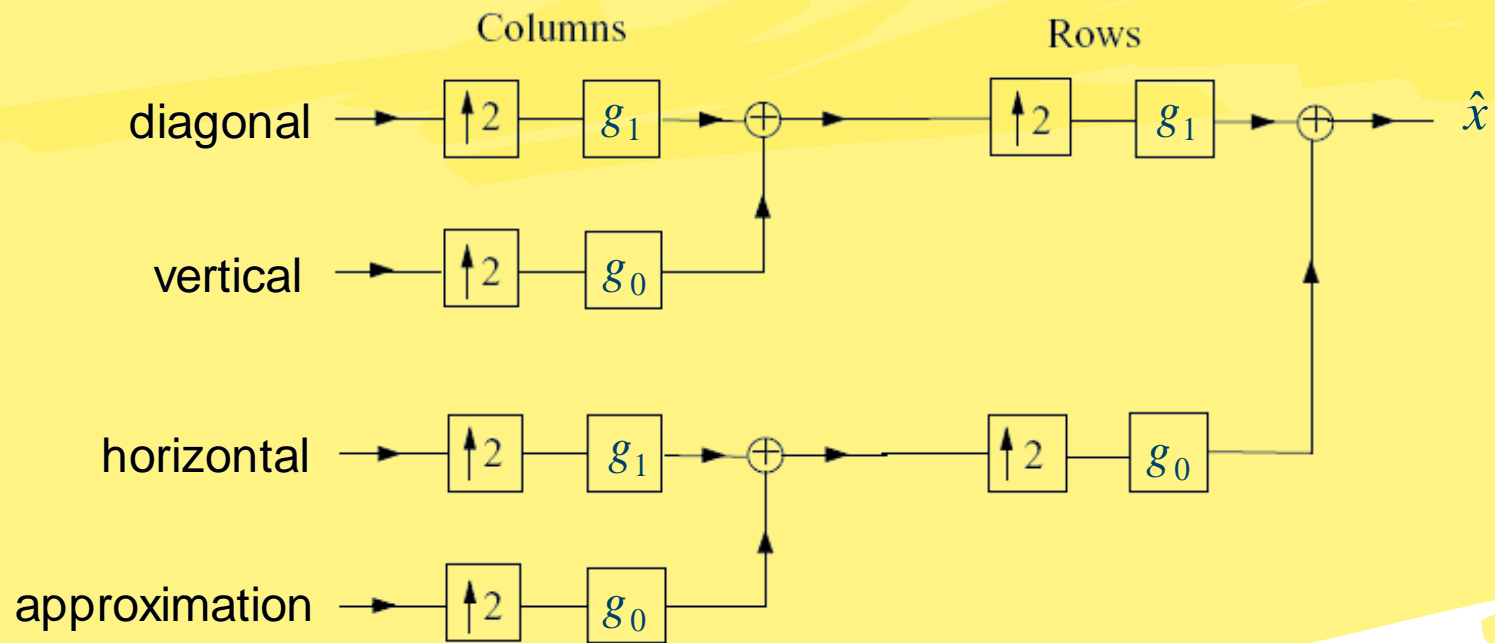 Columns Rows
diagonal ↑2 g₁ + ↑2 g₁ + x̂
vertical ↑2 g₀
horizontal ↑2 g₁ + ↑2 g₀
approximation ↑2 g₀